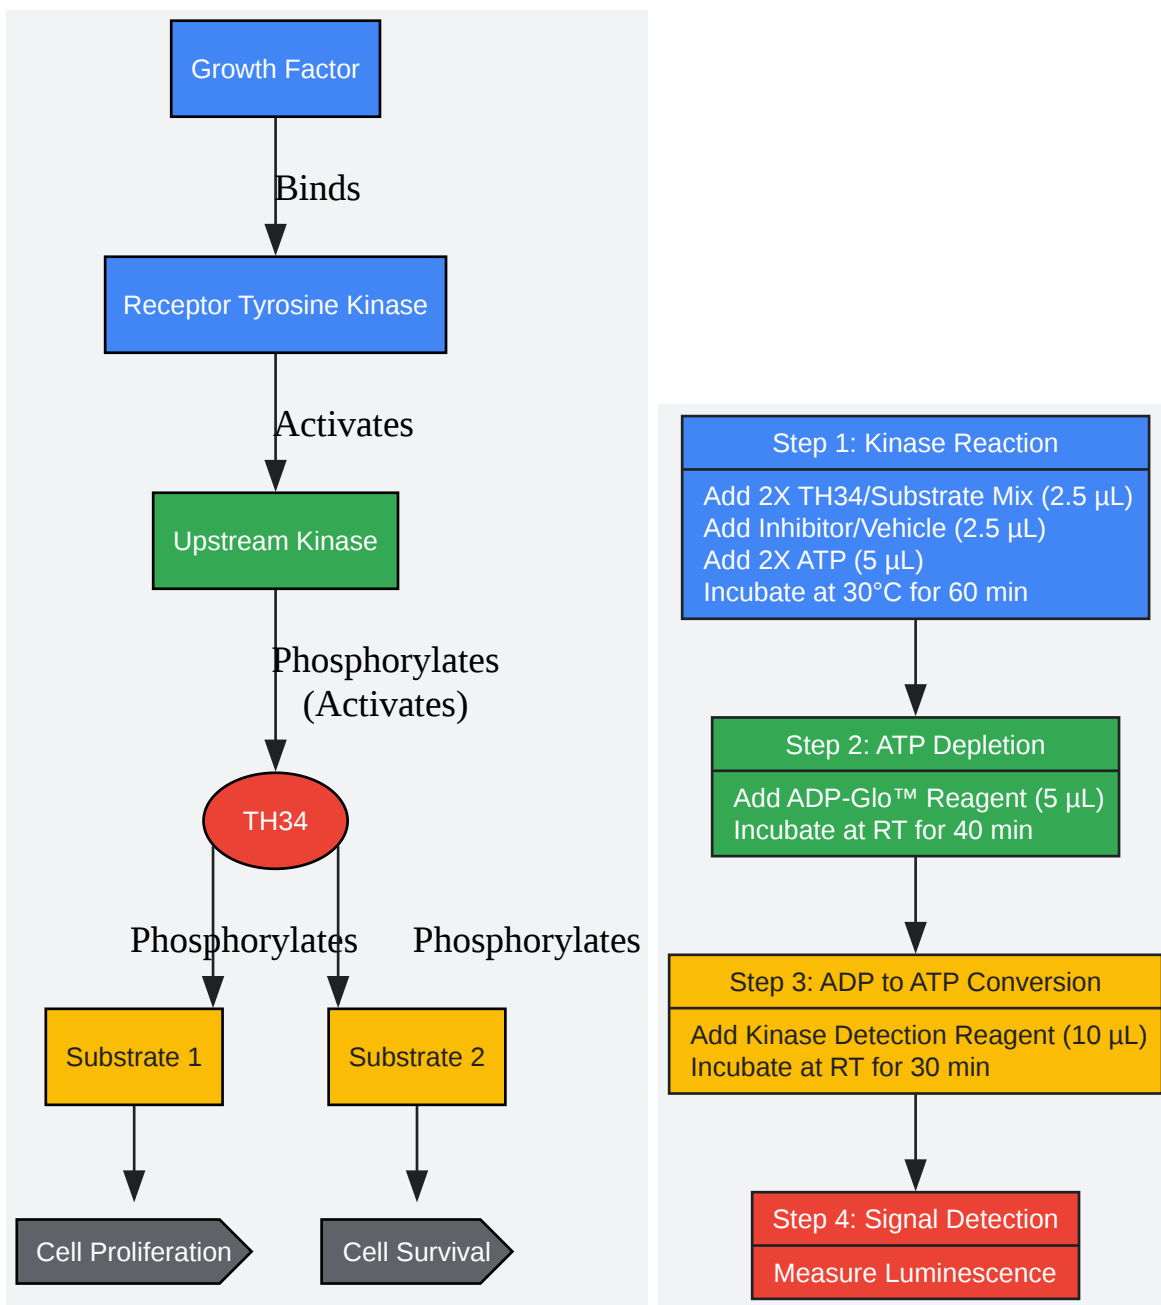 Growth Factor
Binds
Receptor Tyrosine Kinase
Activates
Upstream Kinase
Phosphorylates
(Activates)
TH34
Phosphorylates
Phosphorylates
Substrate 1
Substrate 2
Cell Proliferation
Cell Survival
Step 1: Kinase Reaction
Add 2X TH34/Substrate Mix (2.5 µL)
Add Inhibitor/Vehicle (2.5 µL)
Add 2X ATP (5 µL)
Incubate at 30°C for 60 min
Step 2: ATP Depletion
Add ADP-Glo™ Reagent (5 µL)
Incubate at RT for 40 min
Step 3: ADP to ATP Conversion
Add Kinase Detection Reagent (10 µL)
Incubate at RT for 30 min
Step 4: Signal Detection
Measure Luminescence